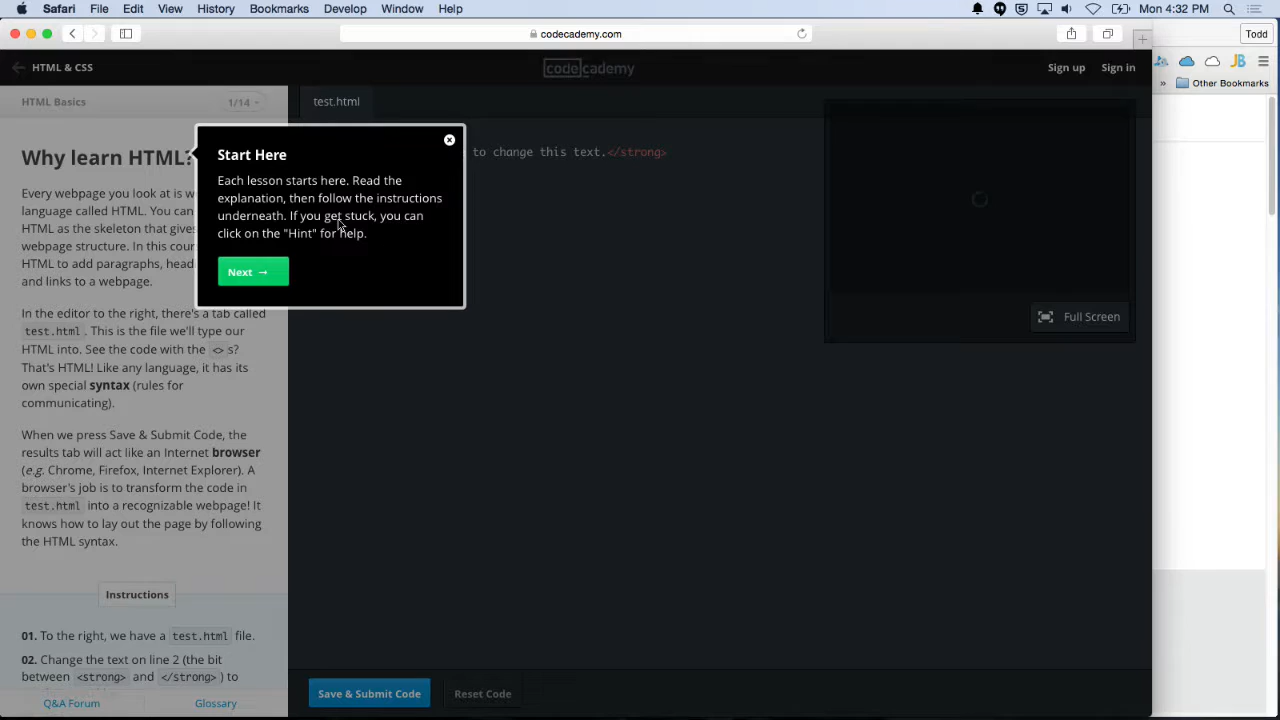 Safari File Edit View History Bookmarks Develop Window Help Mon 4:32 PM
codecademy.com
Todd
HTML & CSS
codecademy
Sign up Sign in
JB
» Other Bookmarks
HTML Basics 1/14
test.html
Why learn HTML?
Every webpage you look at is w
language called HTML. You can
HTML as the skeleton that gives
webpage structure. In this cour
HTML to add paragraphs, head
and links to a webpage.
In the editor to the right, there's a tab called
test.html. This is the file we'll type our
HTML into. See the code with the <>s?
That's HTML! Like any language, it has its
own special syntax (rules for
communicating).
When we press Save & Submit Code, the
results tab will act like an Internet browser
(e.g. Chrome, Firefox, Internet Explorer). A
browser's job is to transform the code in
test.html into a recognizable webpage! It
knows how to lay out the page by following
the HTML syntax.
Instructions
01. To the right, we have a test.html file.
02. Change the text on line 2 (the bit
between <strong> and </strong>) to
Q&A Forum Glossary
Start Here
Each lesson starts here. Read the
explanation, then follow the instructions
underneath. If you get stuck, you can
click on the "Hint" for help.
Next →
to change this text.</strong>
Full Screen
Save & Submit Code Reset Code